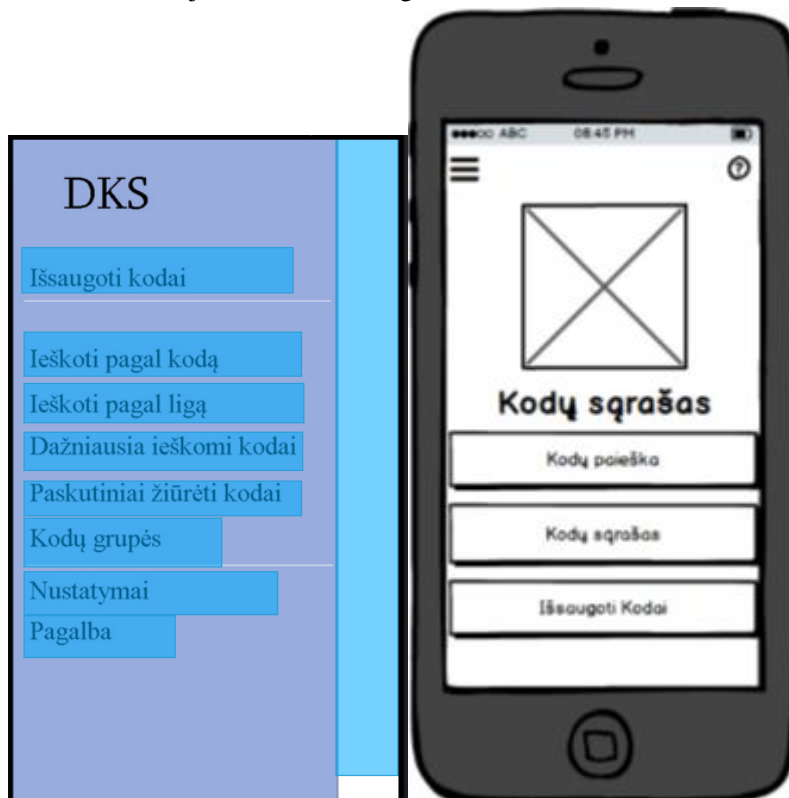 DKS
Išsaugoti kodai
Ieškoti pagal kodą
Ieškoti pagal ligą
Dažniausia ieškomi kodai
Paskutiniai žiūrėti kodai
Kodų grupės
Nustatymai
Pagalba
ABC 08:45 PM
?
Kodų sąrašas
Kodų paieška
Kodų sąrašas
Išsaugoti Kodai